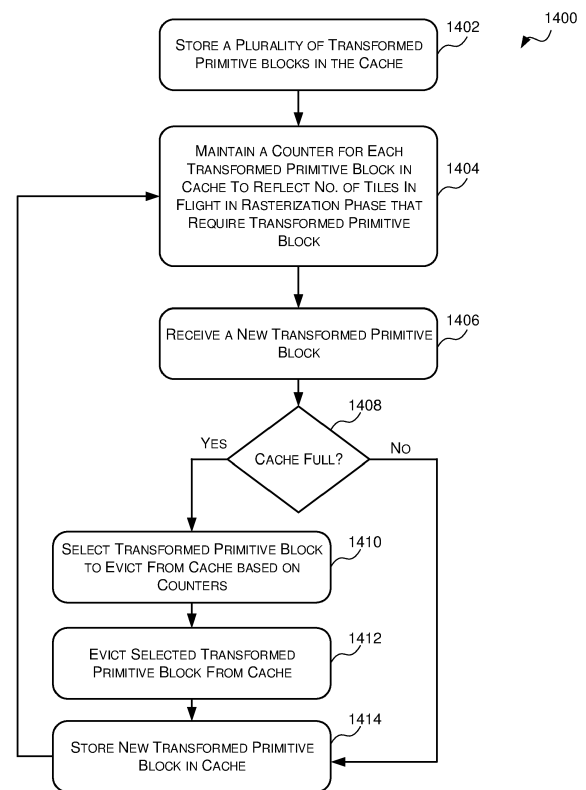 1400
1402
STORE A PLURALITY OF TRANSFORMED
PRIMITIVE BLOCKS IN THE CACHE
MAINTAIN A COUNTER FOR EACH
TRANSFORMED PRIMITIVE BLOCK IN
CACHE TO REFLECT NO. OF TILES IN
FLIGHT IN RASTERIZATION PHASE THAT
REQUIRE TRANSFORMED PRIMITIVE
BLOCK
1404
RECEIVE A NEW TRANSFORMED PRIMITIVE
BLOCK
1406
1408
CACHE FULL?
YES
NO
SELECT TRANSFORMED PRIMITIVE BLOCK
TO EVICT FROM CACHE BASED ON
COUNTERS
1410
EVICT SELECTED TRANSFORMED
PRIMITIVE BLOCK FROM CACHE
1412
STORE NEW TRANSFORMED PRIMITIVE
BLOCK IN CACHE
1414